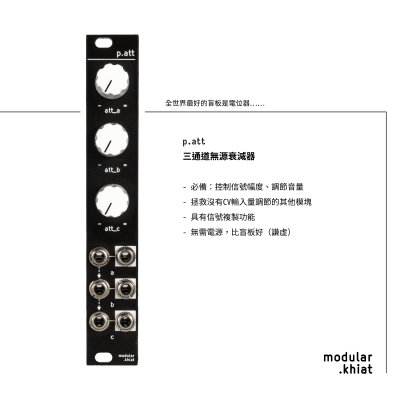 p.att
- ∞
att_a
- ∞
att_b
- ∞
att_c
a
b
c
modular
.khiat
全世界最好的盲板是電位器......
p.att
三通道無源衰減器
- 必備：控制信號幅度、調節音量
- 拯救沒有CV輸入量調節的其他模塊
- 具有信號複製功能
- 無需電源，比盲板好（謙虛）
modular
.khiat